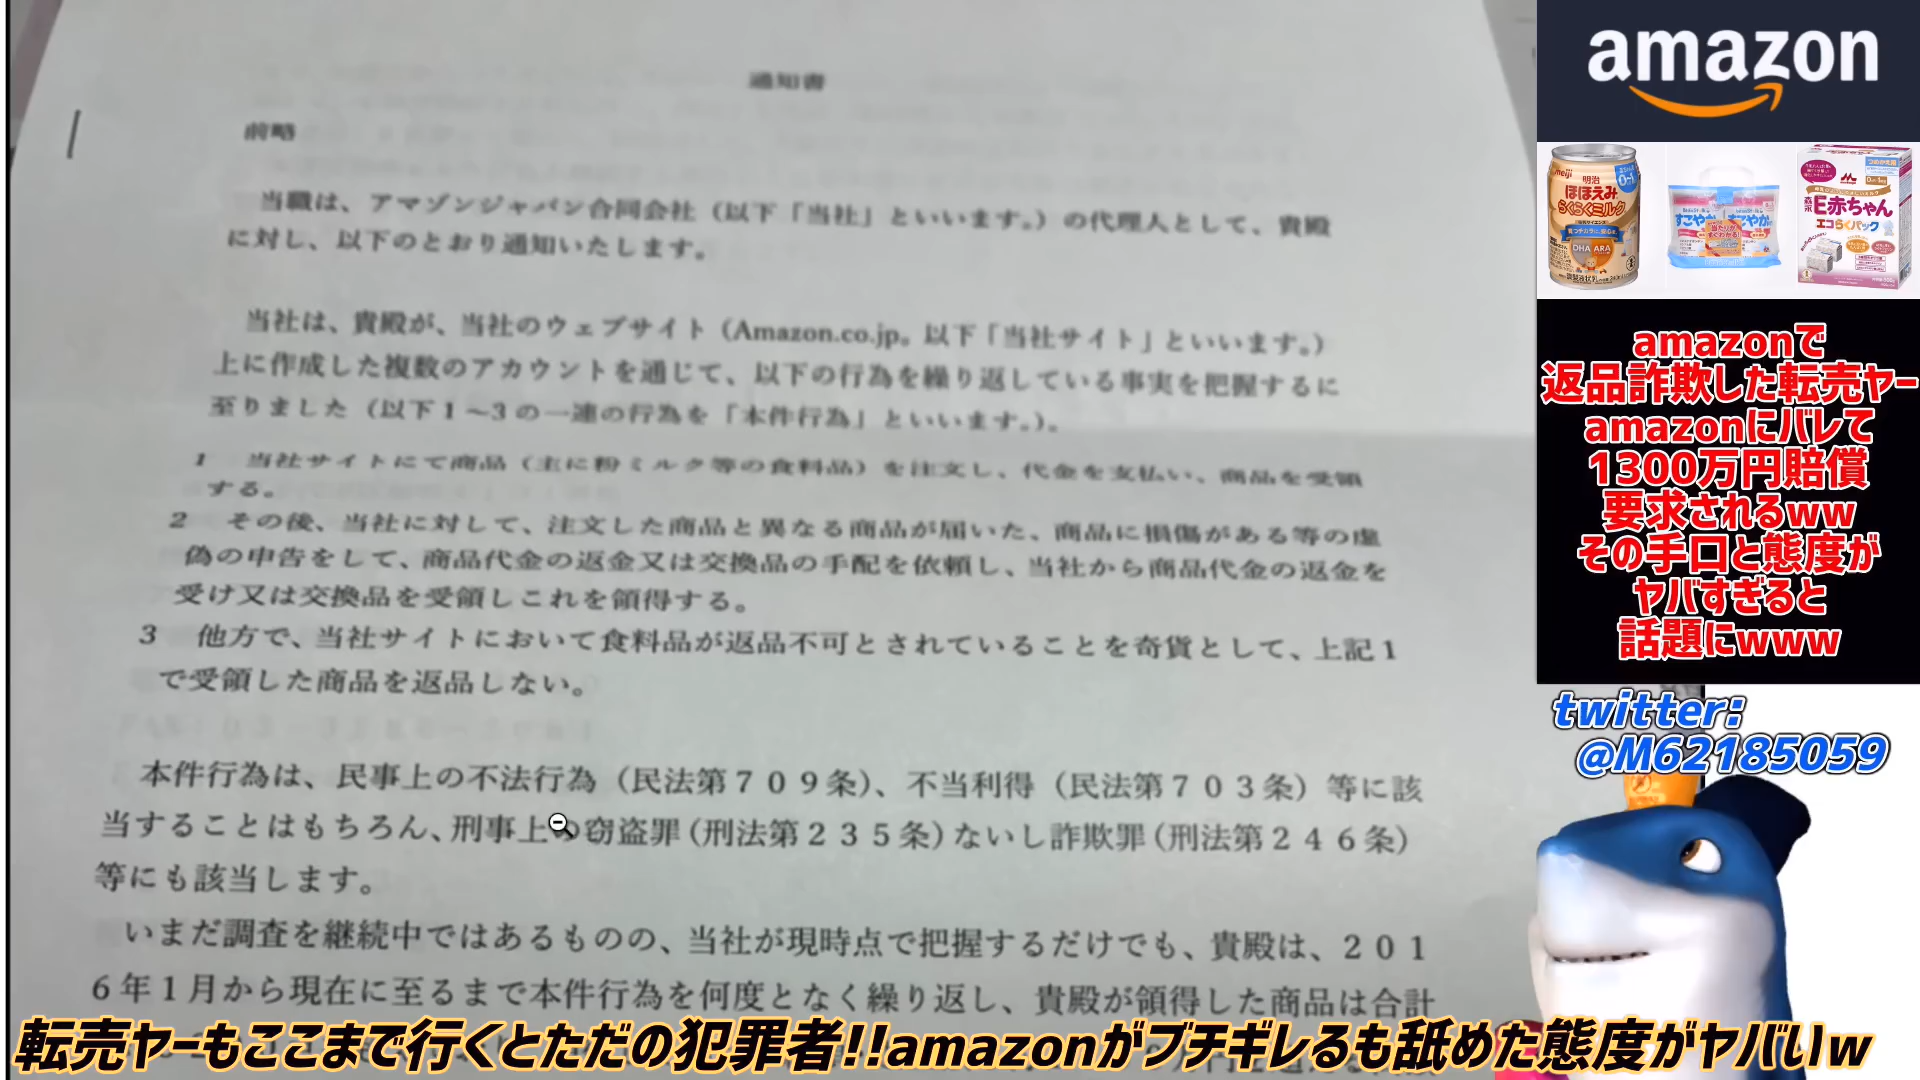 通知書
前略
当職は、アマゾンジャパン合同会社（以下「当社」といいます。）の代理人として、貴殿
に対し、以下のとおり通知いたします。
当社は、貴殿が、当社のウェブサイト（Amazon.co.jp。以下「当社サイト」といいます。）
上に作成した複数のアカウントを通じて、以下の行為を繰り返している事実を把握するに
至りました（以下１～３の一連の行為を「本件行為」といいます。）。
１　当社サイトにて商品（主に粉ミルク等の食料品）を注文し、代金を支払い、商品を受領
する。
２　その後、当社に対して、注文した商品と異なる商品が届いた、商品に損傷がある等の虚
偽の申告をして、商品代金の返金又は交換品の手配を依頼し、当社から商品代金の返金を
受け又は交換品を受領しこれを領得する。
３　他方で、当社サイトにおいて食料品が返品不可とされていることを奇貨として、上記１
で受領した商品を返品しない。
本件行為は、民事上の不法行為（民法第７０９条）、不当利得（民法第７０３条）等に該
当することはもちろん、刑事上の窃盗罪（刑法第２３５条）ないし詐欺罪（刑法第２４６条）
等にも該当します。
いまだ調査を継続中ではあるものの、当社が現時点で把握するだけでも、貴殿は、２０１
６年１月から現在に至るまで本件行為を何度となく繰り返し、貴殿が領得した商品は合計
転売ヤーもここまで行くとただの犯罪者!!amazonがブチギレるも舐めた態度がヤバいw
amazon
meiji
明治
ほほえみ
らくらくミルク
DHA ARA
すこやか
すこやか
森永
E赤ちゃん
エコらくパック
amazonで
返品詐欺した転売ヤー
amazonにバレて
1300万円賠償
要求されるww
その手口と態度が
ヤバすぎると
話題にwww
twitter:
@M62185059